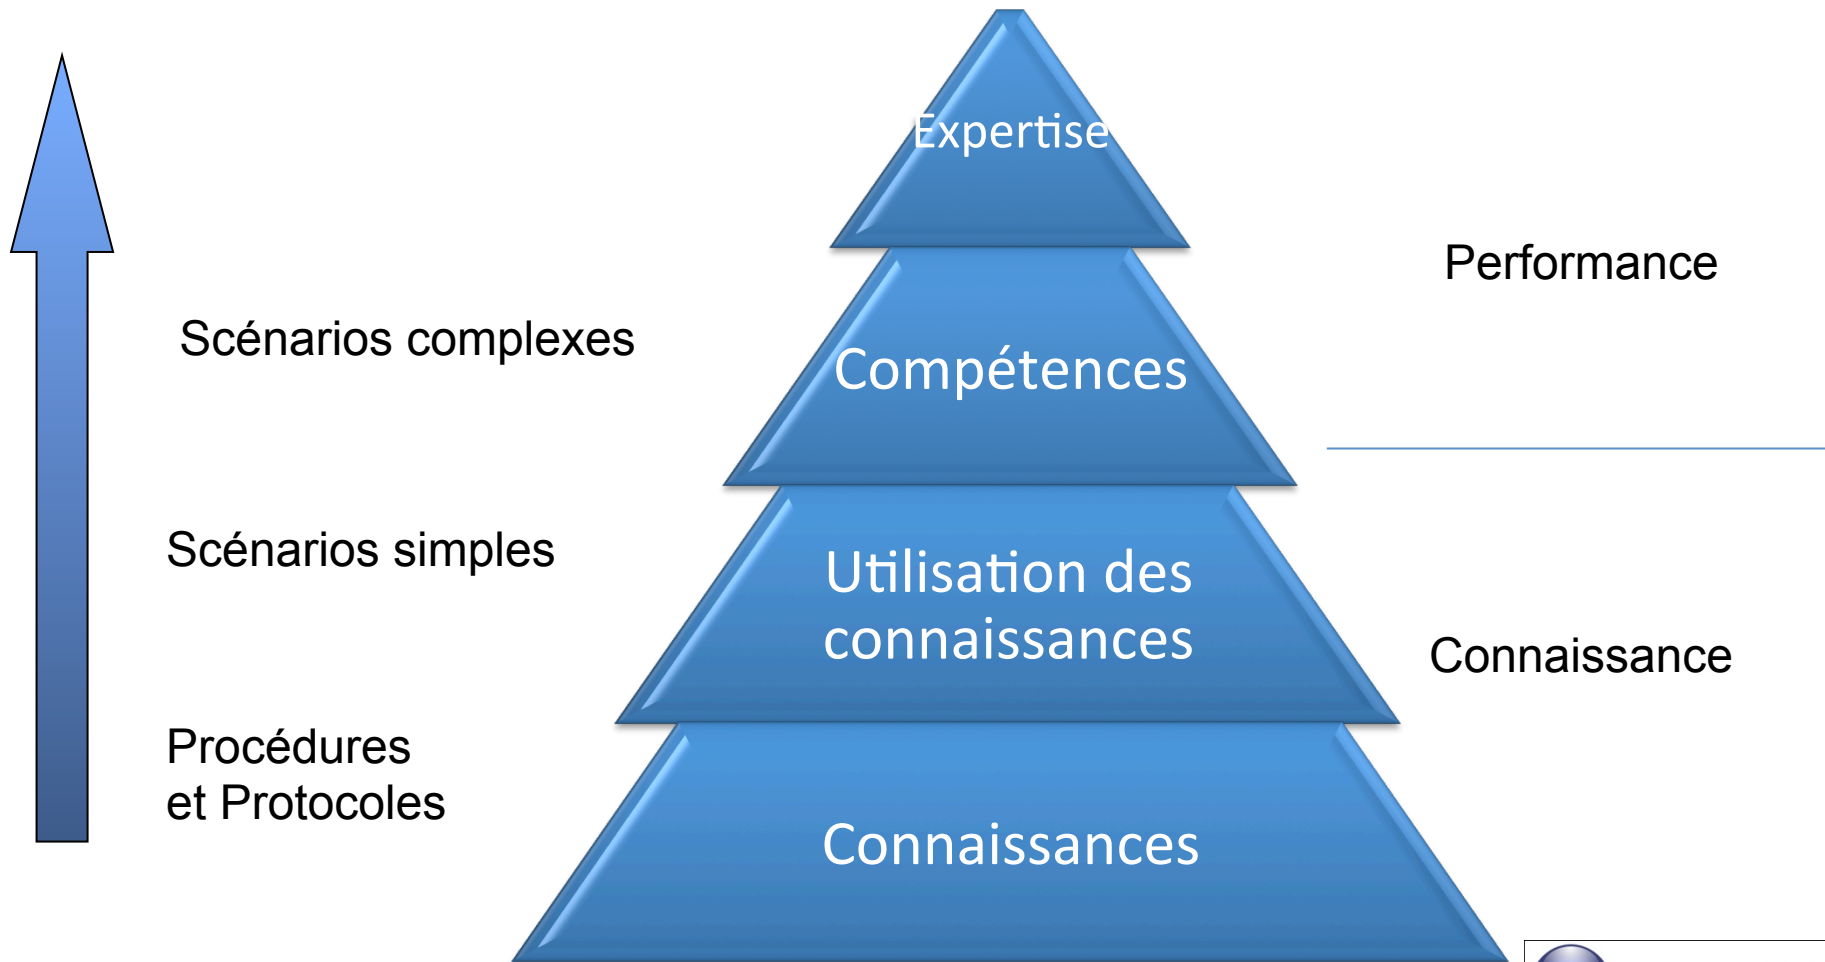 Expertise
Performance
Scénarios complexes
Compétences
Scénarios simples
Utilisation des
connaissances
Connaissance
Procédures
et Protocoles
Connaissances